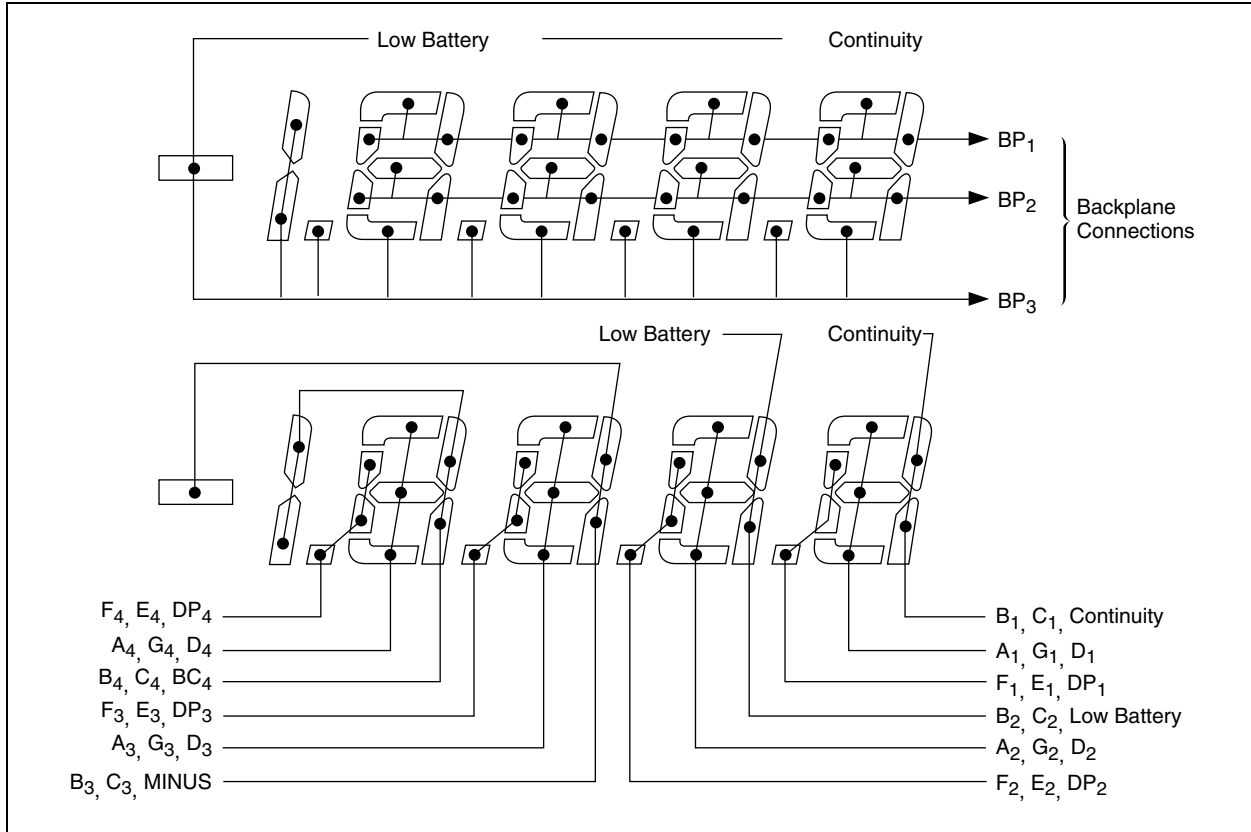 Low Battery
Continuity
BP1
BP2
Backplane
Connections
BP3
Low Battery
Continuity
F4, E4, DP4
A4, G4, D4
B4, C4, BC4
F3, E3, DP3
A3, G3, D3
B3, C3, MINUS
B1, C1, Continuity
A1, G1, D1
F1, E1, DP1
B2, C2, Low Battery
A2, G2, D2
F2, E2, DP2